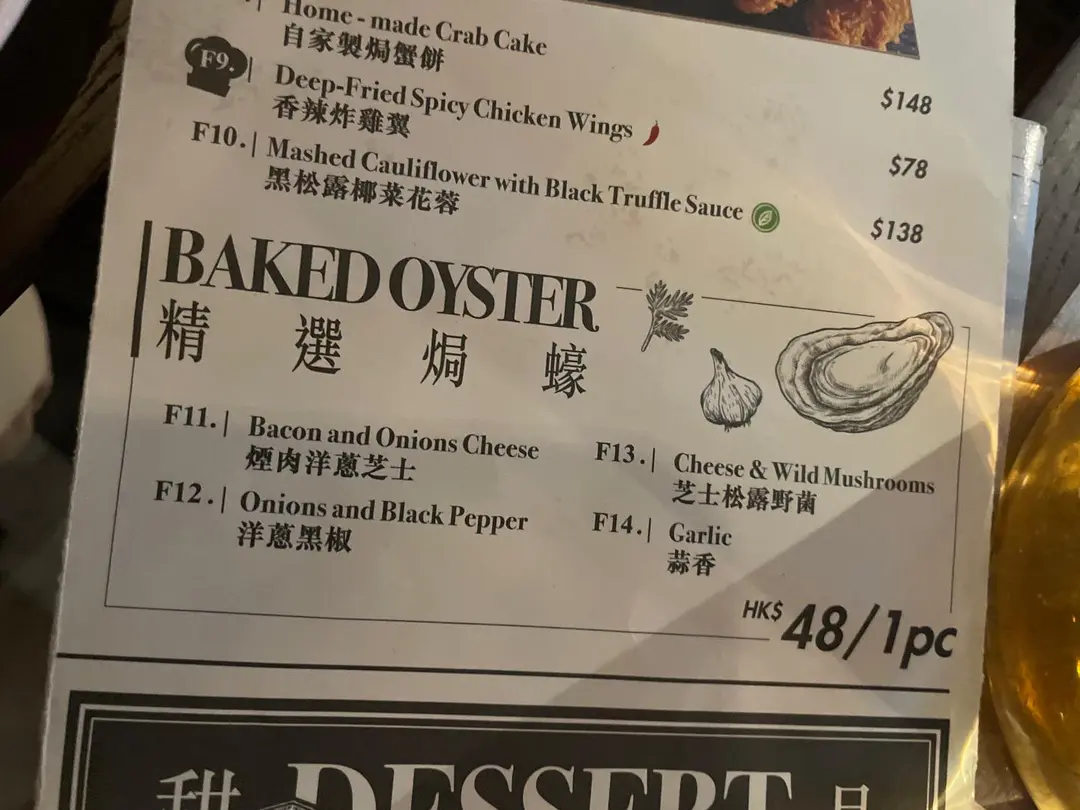 Home - made Crab Cake
自家製焗蟹餅
$148
F9. | Deep-Fried Spicy Chicken Wings
香辣炸雞翼
$78
F10. | Mashed Cauliflower with Black Truffle Sauce
黑松露椰菜花蓉
$138
BAKED OYSTER
精選焗蠔
F11. | Bacon and Onions Cheese
煙肉洋蔥芝士
F12. | Onions and Black Pepper
洋蔥黑椒
F13. | Cheese & Wild Mushrooms
芝士松露野菌
F14. | Garlic
蒜香
HK$ 48/1pc
甜 DESSERT